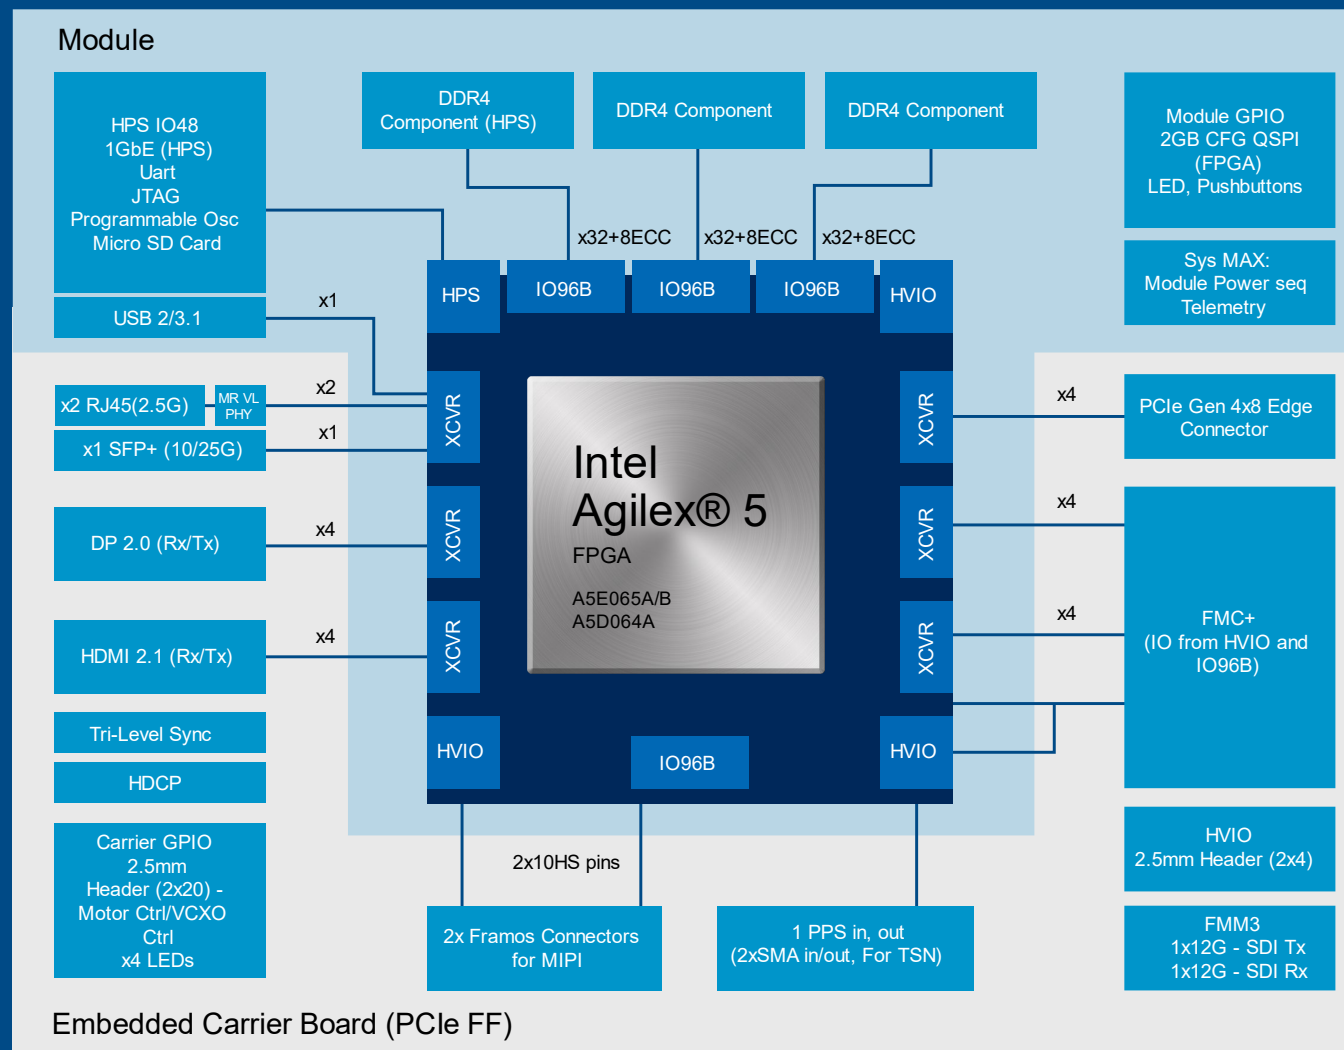 Module
HPS IO48
1GbE (HPS)
Uart
JTAG
Programmable Osc
Micro SD Card
USB 2/3.1
DDR4
Component (HPS)
DDR4 Component
DDR4 Component
Module GPIO
2GB CFG QSPI
(FPGA)
LED, Pushbuttons
Sys MAX:
Module Power seq
Telemetry
x32+8ECC
x32+8ECC
x32+8ECC
HPS
IO96B
IO96B
IO96B
HVIO
x1
x2 RJ45(2.5G)
MR VL
PHY
x2
x1 SFP+ (10/25G)
x1
XCVR
DP 2.0 (Rx/Tx)
x4
XCVR
HDMI 2.1 (Rx/Tx)
x4
XCVR
Intel
Agilex® 5
FPGA
A5E065A/B
A5D064A
XCVR
x4
PCIe Gen 4x8 Edge
Connector
XCVR
x4
XCVR
x4
FMC+
(IO from HVIO and
IO96B)
Tri-Level Sync
HDCP
HVIO
IO96B
HVIO
Carrier GPIO
2.5mm
Header (2x20) -
Motor Ctrl/VCXO
Ctrl
x4 LEDs
2x10HS pins
2x Framos Connectors
for MIPI
1 PPS in, out
(2xSMA in/out, For TSN)
HVIO
2.5mm Header (2x4)
FMM3
1x12G - SDI Tx
1x12G - SDI Rx
Embedded Carrier Board (PCIe FF)